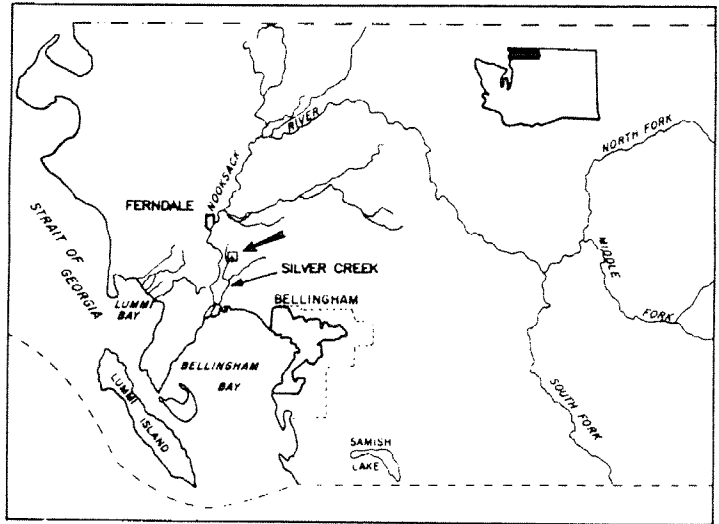 RIVER
NORTH FORK
NOOKSACK
FERNDALE
STRAIT OF
GEORGIA
MIDDLE
FORK
SILVER CREEK
LUMMI
BAY
BELLINGHAM
BELLINGHAM
BAY
LUMMI
ISLAND
SOUTH FORK
SAMISH
LAKE